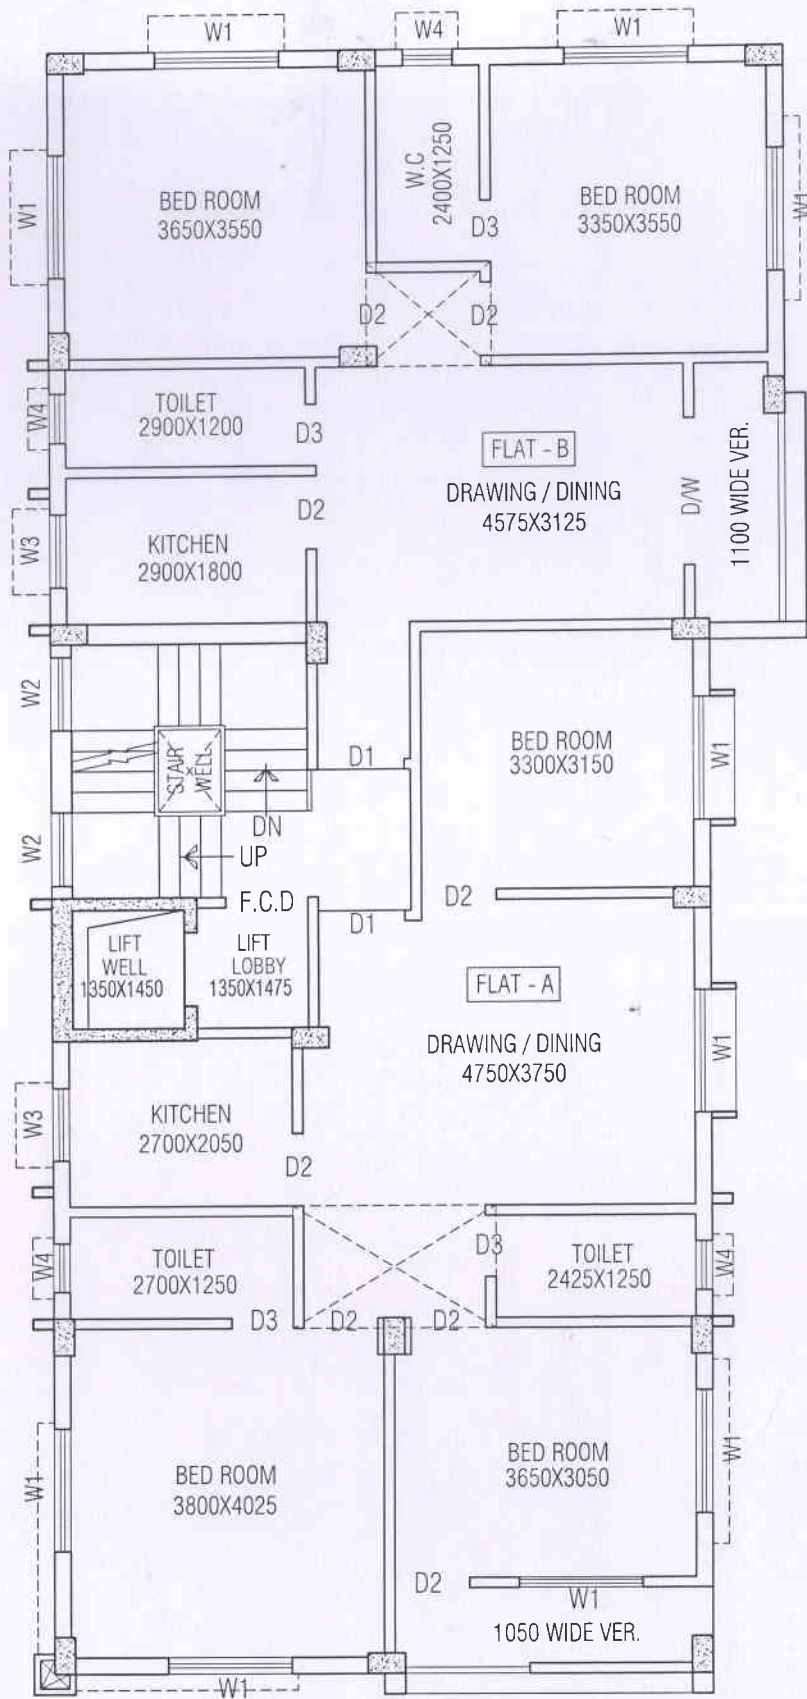 W1
W4
W1
W1
BED ROOM
3650X3550
W.C
2400X1250
BED ROOM
3350X3550
W1
D3
D2
D2
TOILET
2900X1200
W4
D3
FLAT - B
DRAWING / DINING
4575X3125
D/W
1100 WIDE VER.
D2
W3
KITCHEN
2900X1800
W2
STAIR
WELL
D1
BED ROOM
3300X3150
W1
DN
W2
UP
F.C.D
D1
D2
LIFT
WELL
1350X1450
LIFT
LOBBY
1350X1475
FLAT - A
DRAWING / DINING
4750X3750
W1
W3
KITCHEN
2700X2050
D2
W4
TOILET
2700X1250
D3
TOILET
2425X1250
W4
D3
D2
D2
W1
BED ROOM
3800X4025
BED ROOM
3650X3050
W1
D2
W1
1050 WIDE VER.
W1